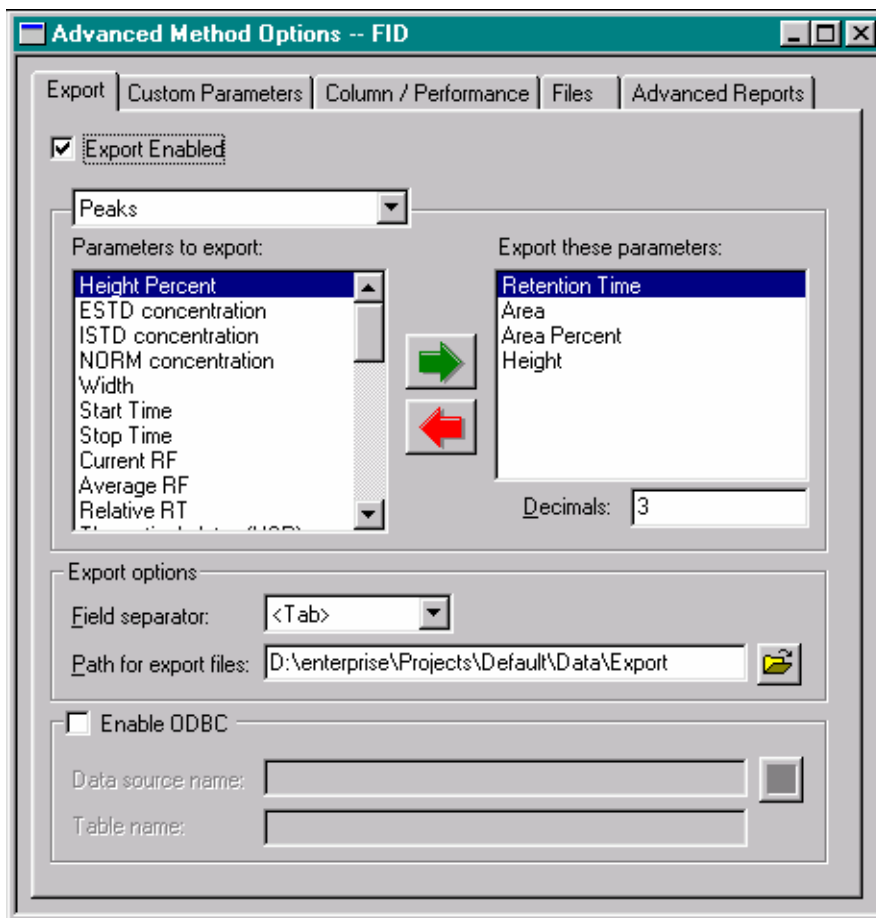 Advanced Method Options -- FID
Export Custom Parameters Column / Performance Files Advanced Reports
Export Enabled
Peaks
Parameters to export:
Height Percent
ESTD concentration
ISTD concentration
NORM concentration
Width
Start Time
Stop Time
Current RF
Average RF
Relative RT
Export these parameters:
Retention Time
Area
Area Percent
Height
Decimals: 3
Export options
Field separator: <Tab>
Path for export files: D:\enterprise\Projects\Default\Data\Export
Enable ODBC
Data source name:
Table name: